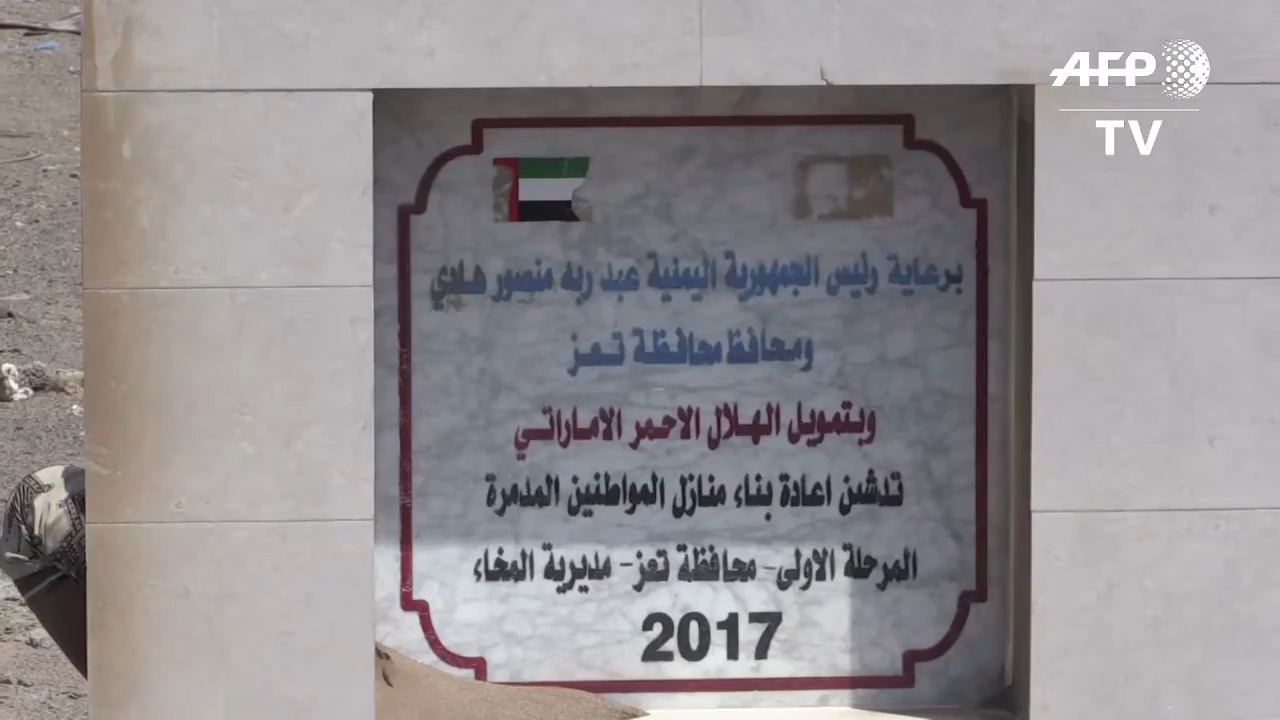 AFP
TV
برعاية رئيس الجمهورية اليمنية عبد ربه منصور هادي
ومحافظ محافظة تعز
وبتمويل الهلال الاحمر الاماراتي
تدشن اعادة بناء منازل المواطنين المدمرة
المرحلة الاولى- محافظة تعز- مديرية المخاء
2017